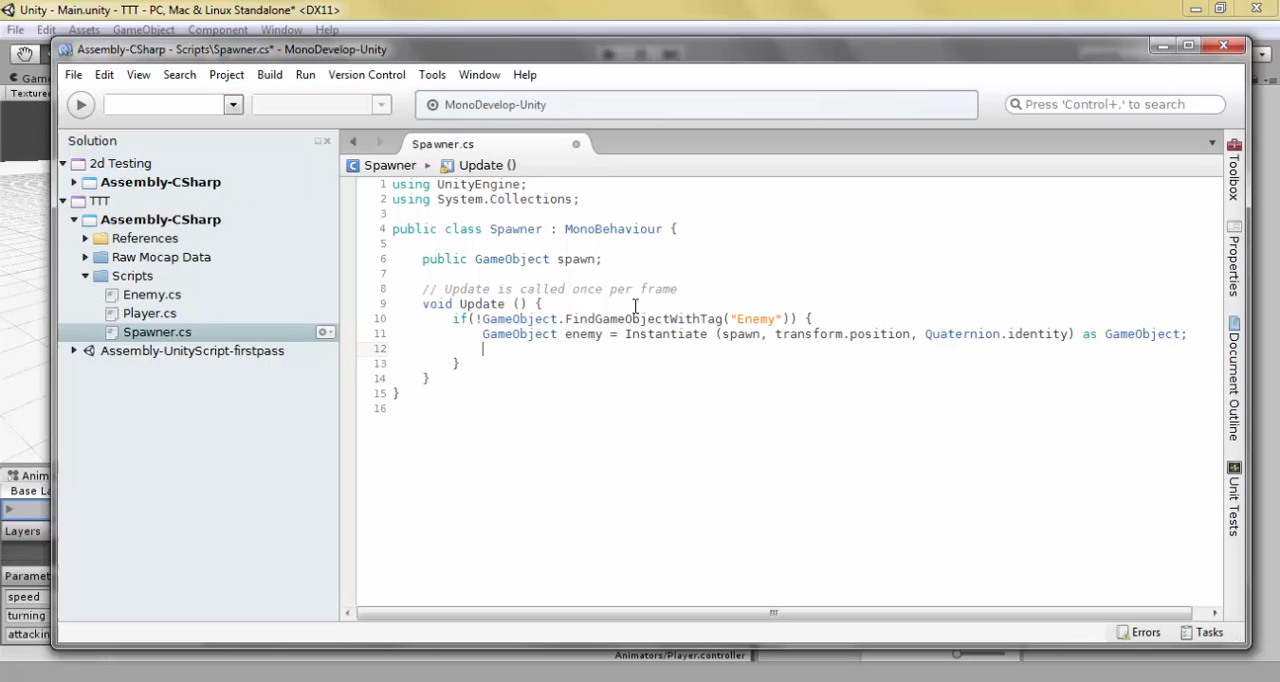 Unity - Main.unity - TTT - PC, Mac & Linux Standalone* <DX11>
File Edit Assets GameObject Component Window Help
Assembly-CSharp - Scripts\Spawner.cs* - MonoDevelop-Unity
File Edit View Search Project Build Run Version Control Tools Window Help
Game
Textured
MonoDevelop-Unity
Press 'Control+,' to search
Solution
Spawner.cs
Spawner Update ()
2d Testing
Assembly-CSharp
TTT
Assembly-CSharp
References
Raw Mocap Data
Scripts
Enemy.cs
Player.cs
Spawner.cs
Assembly-UnityScript-firstpass
1 using UnityEngine;
2 using System.Collections;
3
4 public class Spawner : MonoBehaviour {
5
6 public GameObject spawn;
7
8 // Update is called once per frame
9 void Update () {
10 if(!GameObject.FindGameObjectWithTag("Enemy")) {
11 GameObject enemy = Instantiate (spawn, transform.position, Quaternion.identity) as GameObject;
12
13 }
14 }
15 }
16
Toolbox
Properties
Document Outline
Unit Tests
Anim
Base La
Layers
Paramet
speed
turning
attacking
Errors Tasks
Animators/Player.controller